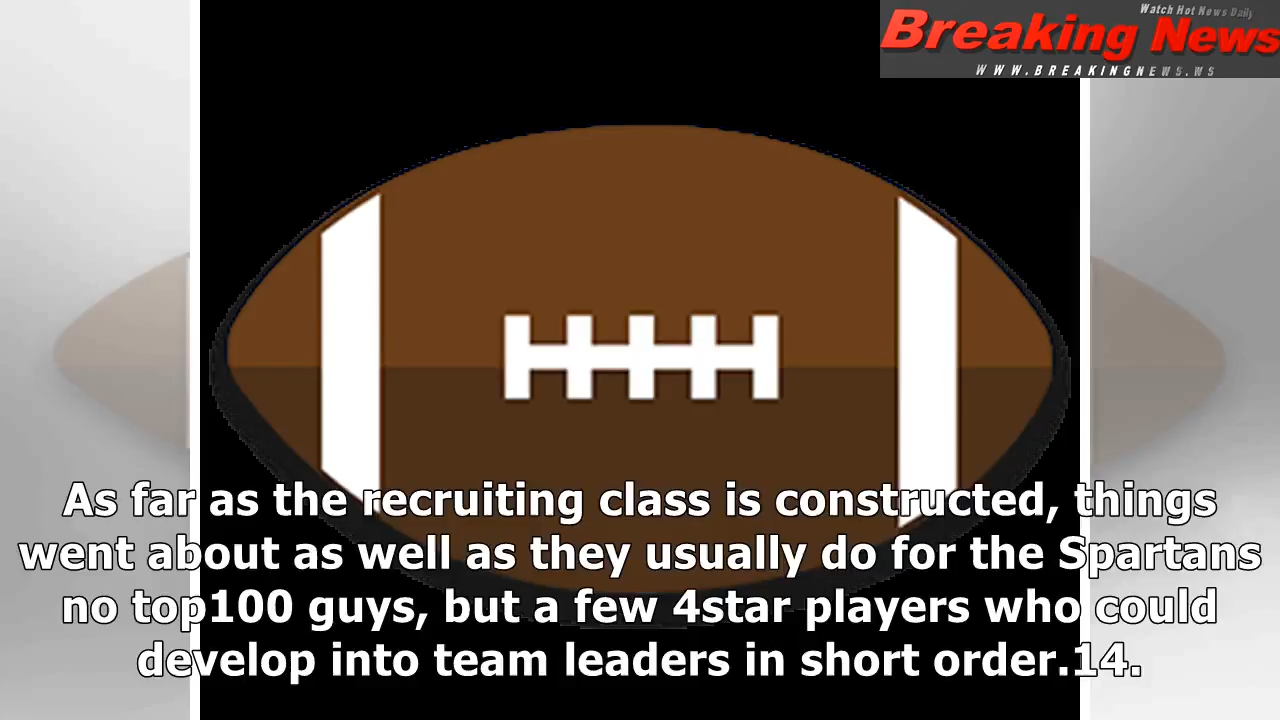 Watch Hot News Daily
Breaking News
WWW.BREAKINGNEWS.WS
As far as the recruiting class is constructed, things
went about as well as they usually do for the Spartans
no top100 guys, but a few 4star players who could
develop into team leaders in short order.14.